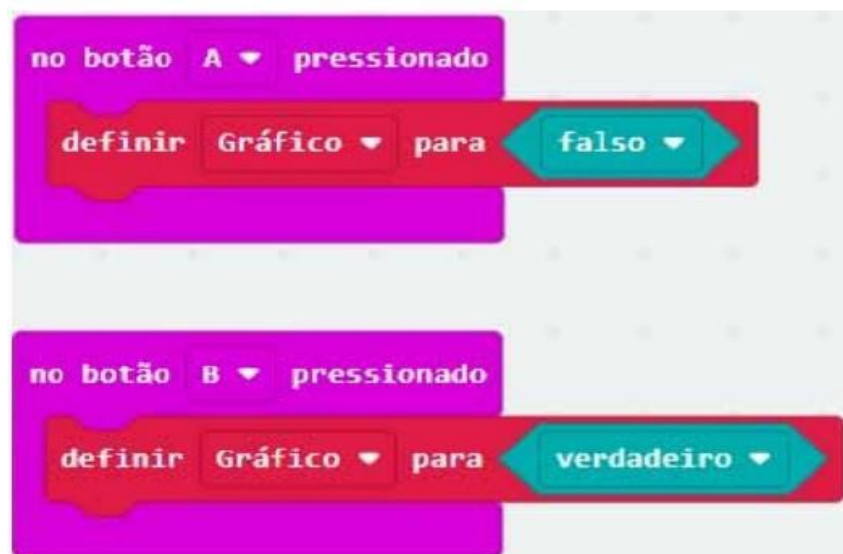 no botão A pressionado
definir Gráfico para falso
no botão B pressionado
definir Gráfico para verdadeiro